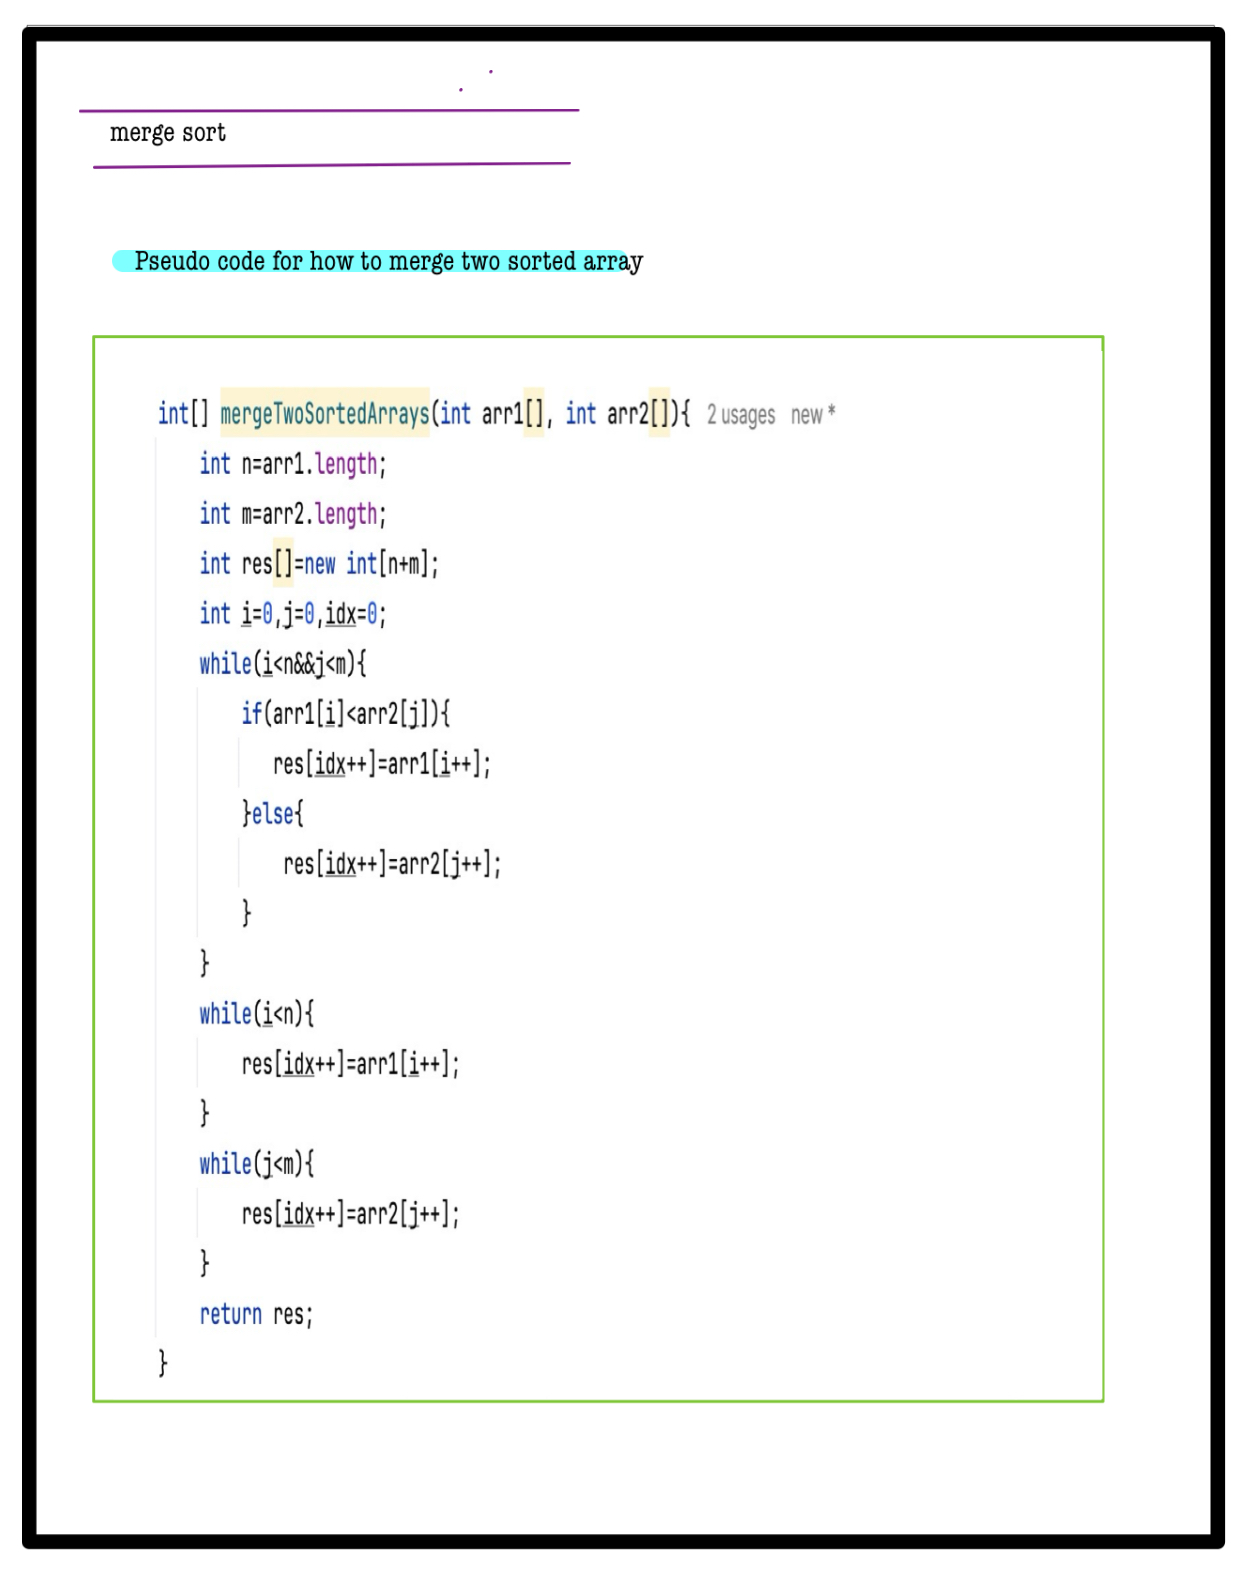 merge sort
Pseudo code for how to merge two sorted array
int[] mergeTwoSortedArrays(int arr1[], int arr2[]){ 2 usages new *
int n=arr1.length;
int m=arr2.length;
int res[]=new int[n+m];
int i=0,j=0,idx=0;
while(i<n&&j<m){
if(arr1[i]<arr2[j]){
res[idx++]=arr1[i++];
}else{
res[idx++]=arr2[j++];
}
}
while(i<n){
res[idx++]=arr1[i++];
}
while(j<m){
res[idx++]=arr2[j++];
}
return res;
}